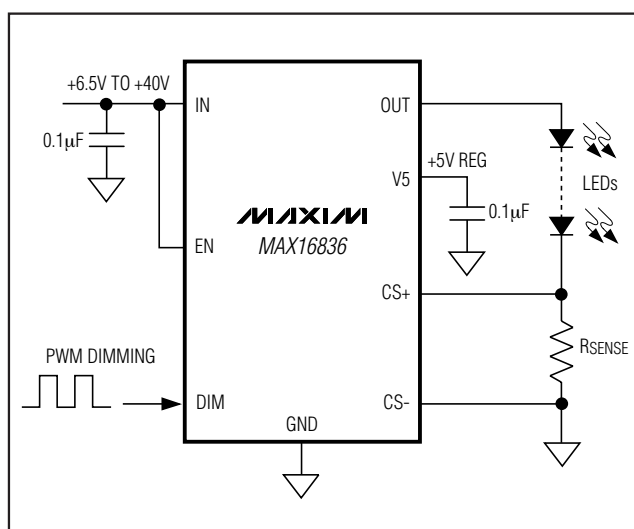 +6.5V TO +40V
0.1µF
IN
EN
PWM DIMMING
DIM
MAXIM
MAX16836
GND
OUT
V5
+5V REG
0.1µF
CS+
CS-
LEDs
RSENSE